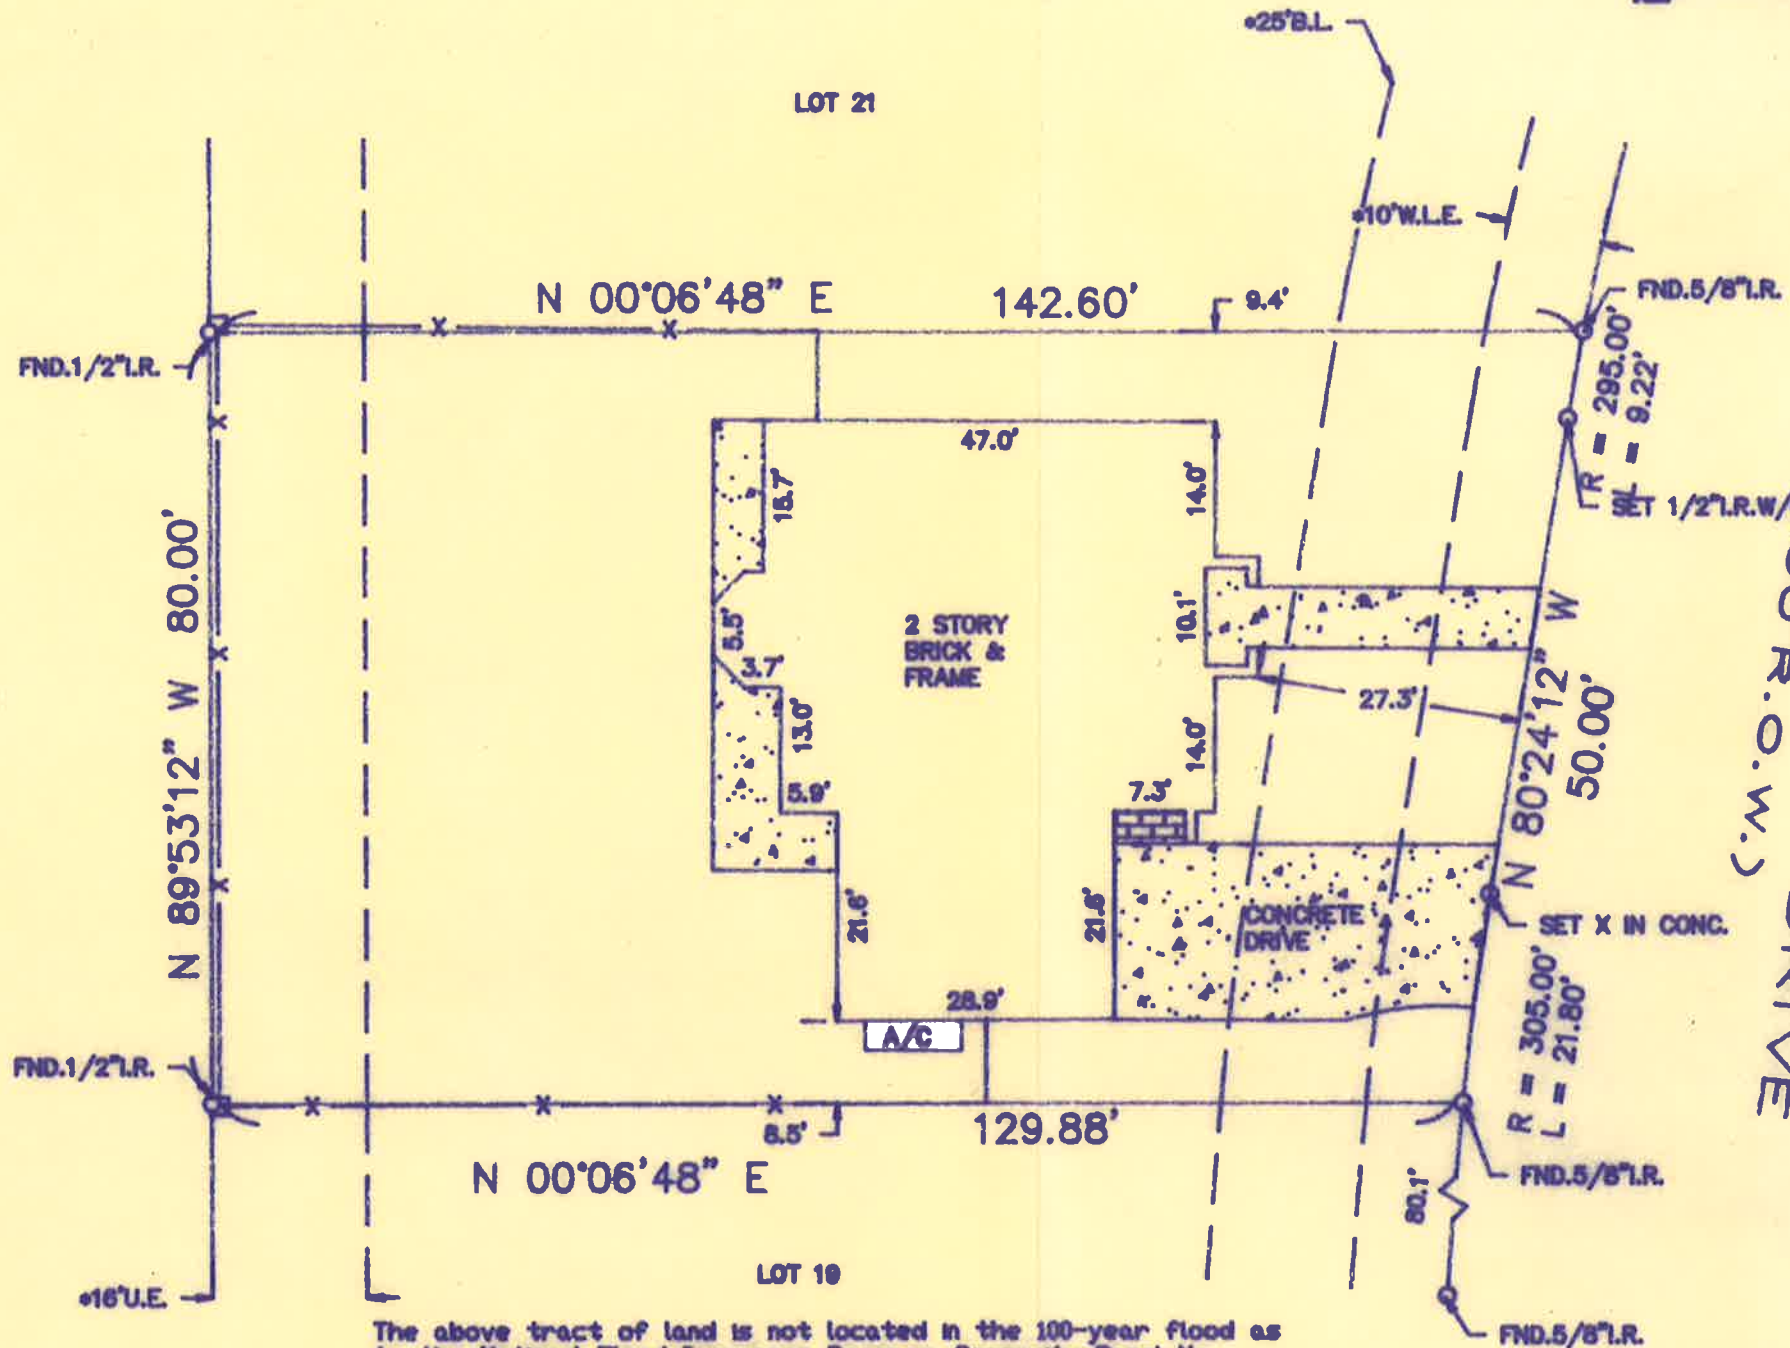 *25'B.L.
LOT 21
*10'W.L.E.
N 00°06'48" E 142.60'
9.4'
FND.5/8"I.R.
FND.1/2"I.R.
R = 295.00'
L = 9.22'
SET 1/2"I.R.W/
47.0'
15.7'
14.0'
N 89°53'12" W 80.00'
5.5'
3.7'
2 STORY
BRICK &
FRAME
10.1'
27.3'
13.0'
14.0'
N 80°24'12" W
50.00'
R.O.W.)
5.9'
7.3'
21.6'
21.6'
CONCRETE
DRIVE
SET X IN CONC.
28.9'
A/C
R = 305.00'
L = 21.80'
FND.1/2"I.R.
8.5'
129.88'
N 00°06'48" E
FND.5/8"I.R.
80.1'
LOT 19
*16'U.E.
FND.5/8"I.R.
The above tract of land is not located in the 100-year flood as